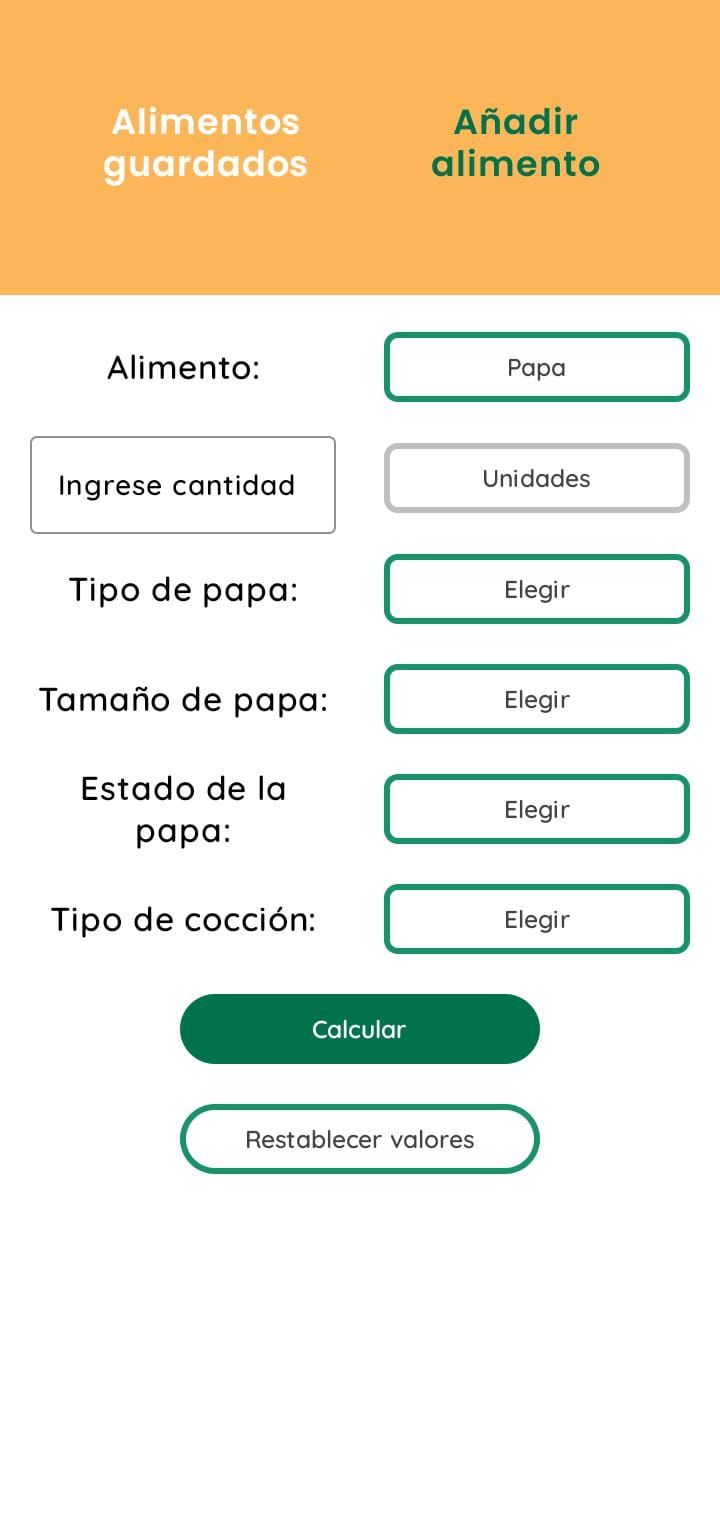 Alimentos
guardados
Añadir
alimento
Alimento:
Papa
Ingrese cantidad
Unidades
Tipo de papa:
Elegir
Tamaño de papa:
Elegir
Estado de la
papa:
Elegir
Tipo de cocción:
Elegir
Calcular
Restablecer valores